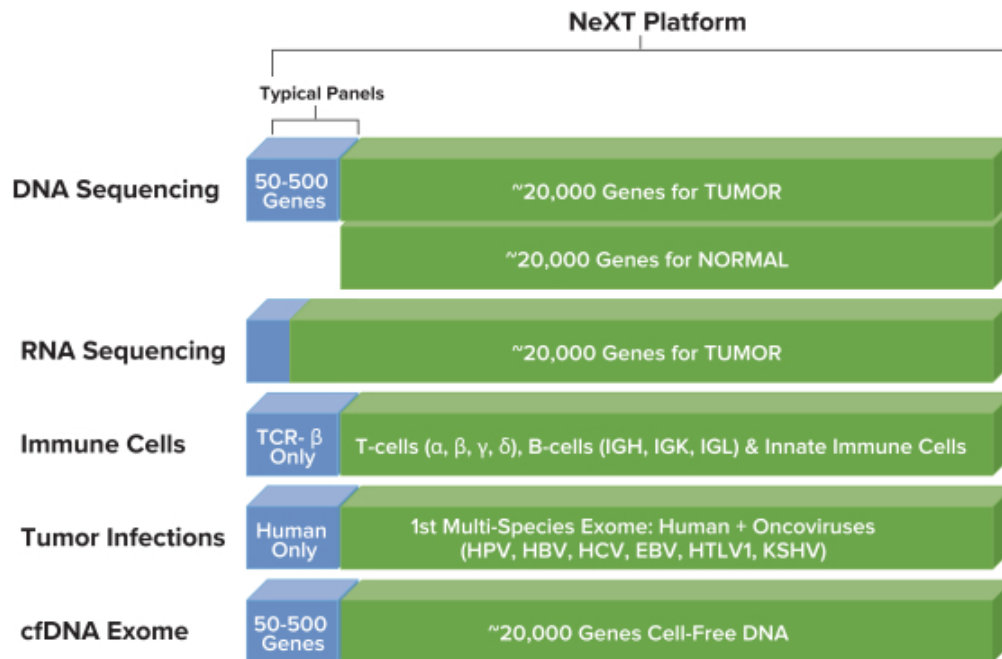 NeXT Platform
Typical Panels
DNA Sequencing
50-500
Genes
~20,000 Genes for TUMOR
~20,000 Genes for NORMAL
RNA Sequencing
~20,000 Genes for TUMOR
Immune Cells
TCR- β
Only
T-cells (α, β, γ, δ), B-cells (IGH, IGK, IGL) & Innate Immune Cells
Tumor Infections
Human
Only
1st Multi-Species Exome: Human + Oncoviruses
(HPV, HBV, HCV, EBV, HTLV1, KSHV)
cfDNA Exome
50-500
Genes
~20,000 Genes Cell-Free DNA